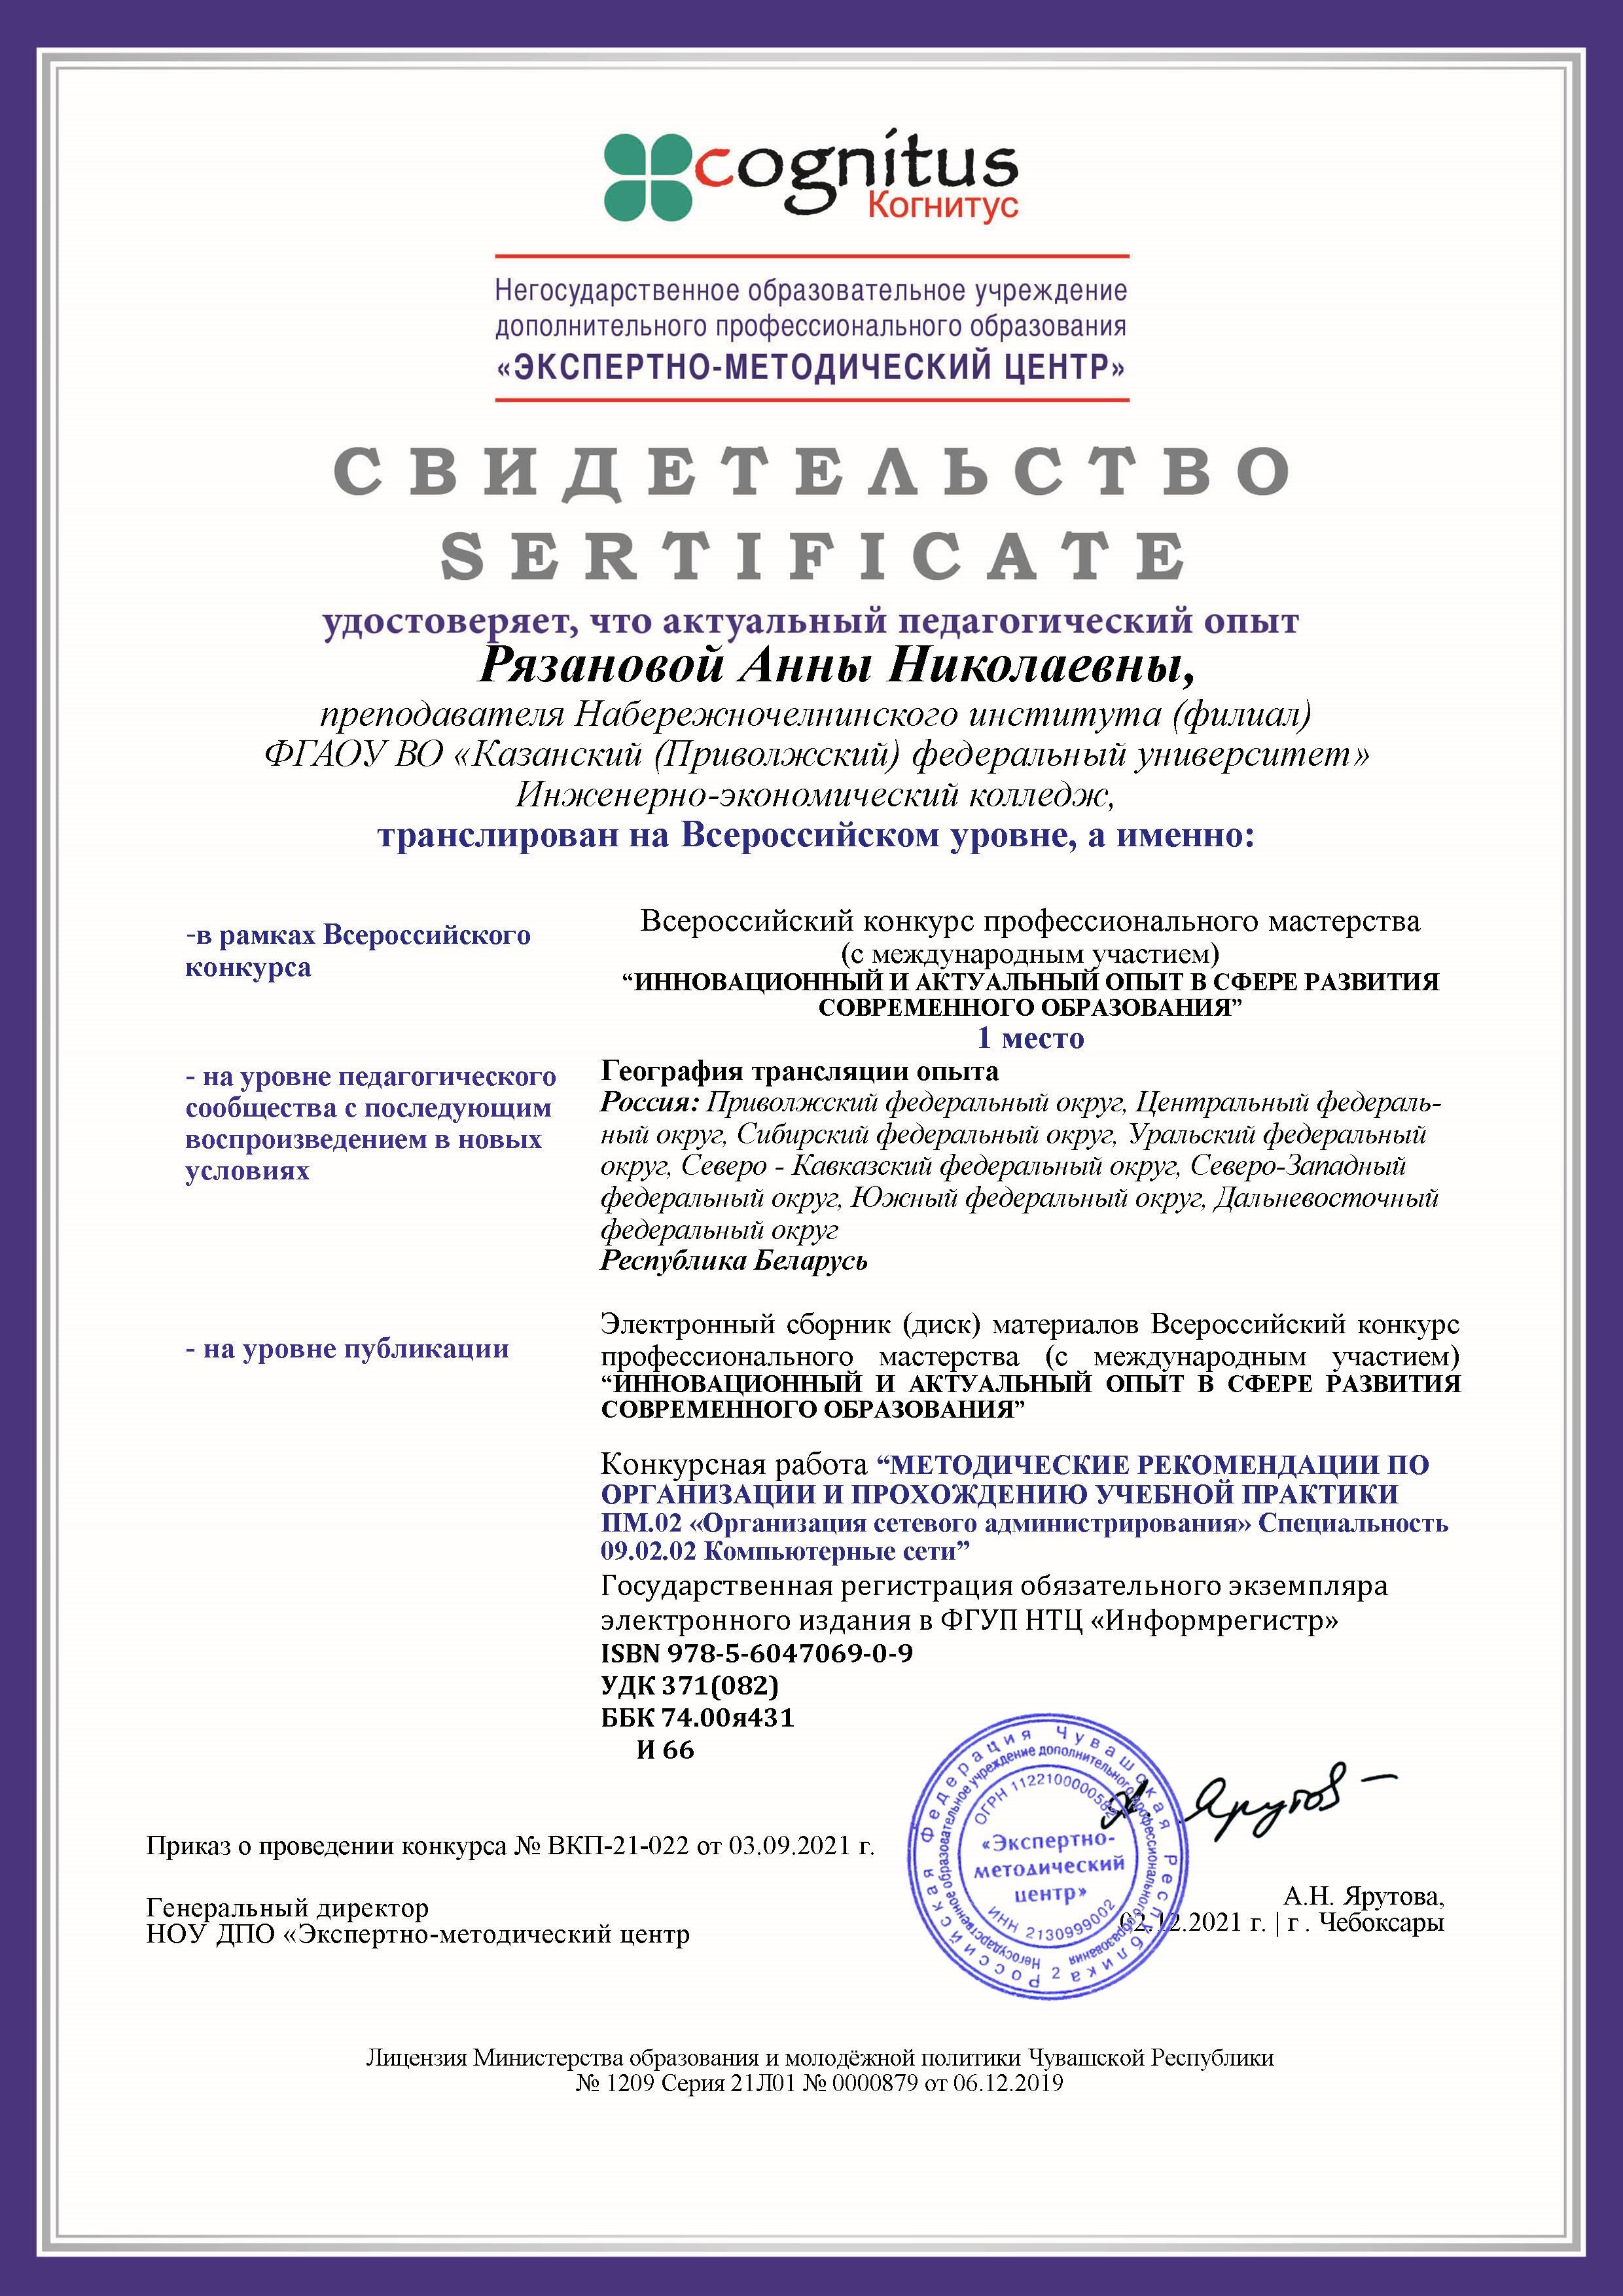 cognitus
Когнитус
Негосударственное образовательное учреждение
дополнительного профессионального образования
«ЭКСПЕРТНО-МЕТОДИЧЕСКИЙ ЦЕНТР»
СВИДЕТЕЛЬСТВО
SERTIFICATE
удостоверяет, что актуальный педагогический опыт
Рязановой Анны Николаевны,
преподавателя Набережночелнинского института (филиал)
ФГАОУ ВО «Казанский (Приволжский) федеральный университет»
Инженерно-экономический колледж,
транслирован на Всероссийском уровне, а именно:
-в рамках Всероссийского
конкурса
Всероссийский конкурс профессионального мастерства
(с международным участием)
“ИННОВАЦИОННЫЙ И АКТУАЛЬНЫЙ ОПЫТ В СФЕРЕ РАЗВИТИЯ
СОВРЕМЕННОГО ОБРАЗОВАНИЯ”
1 место
- на уровне педагогического
сообщества с последующим
воспроизведением в новых
условиях
География трансляции опыта
Россия: Приволжский федеральный округ, Центральный федераль-
ный округ, Сибирский федеральный округ, Уральский федеральный
округ, Северо - Кавказский федеральный округ, Северо-Западный
федеральный округ, Южный федеральный округ, Дальневосточный
федеральный округ
Республика Беларусь
- на уровне публикации
Электронный сборник (диск) материалов Всероссийский конкурс
профессионального мастерства (с международным участием)
“ИННОВАЦИОННЫЙ И АКТУАЛЬНЫЙ ОПЫТ В СФЕРЕ РАЗВИТИЯ
СОВРЕМЕННОГО ОБРАЗОВАНИЯ”
Конкурсная работа “МЕТОДИЧЕСКИЕ РЕКОМЕНДАЦИИ ПО
ОРГАНИЗАЦИИ И ПРОХОЖДЕНИЮ УЧЕБНОЙ ПРАКТИКИ
ПМ.02 «Организация сетевого администрирования» Специальность
09.02.02 Компьютерные сети”
Государственная регистрация обязательного экземпляра
электронного издания в ФГУП НТЦ «Информрегистр»
ISBN 978-5-6047069-0-9
УДК 371(082)
ББК 74.00я431
И 66
Российская Федерация Чувашская Республика 2
Негосударственное образовательное учреждение дополнительного профессионального образования
ОГРН 1122100000582
«Экспертно-
методический
центр»
ИНН 2130999002
А. Ярутов
Приказ о проведении конкурса № ВКП-21-022 от 03.09.2021 г.
Генеральный директор
НОУ ДПО «Экспертно-методический центр
А.Н. Ярутова,
02.12.2021 г. | г . Чебоксары
Лицензия Министерства образования и молодёжной политики Чувашской Республики
№ 1209 Серия 21Л01 № 0000879 от 06.12.2019